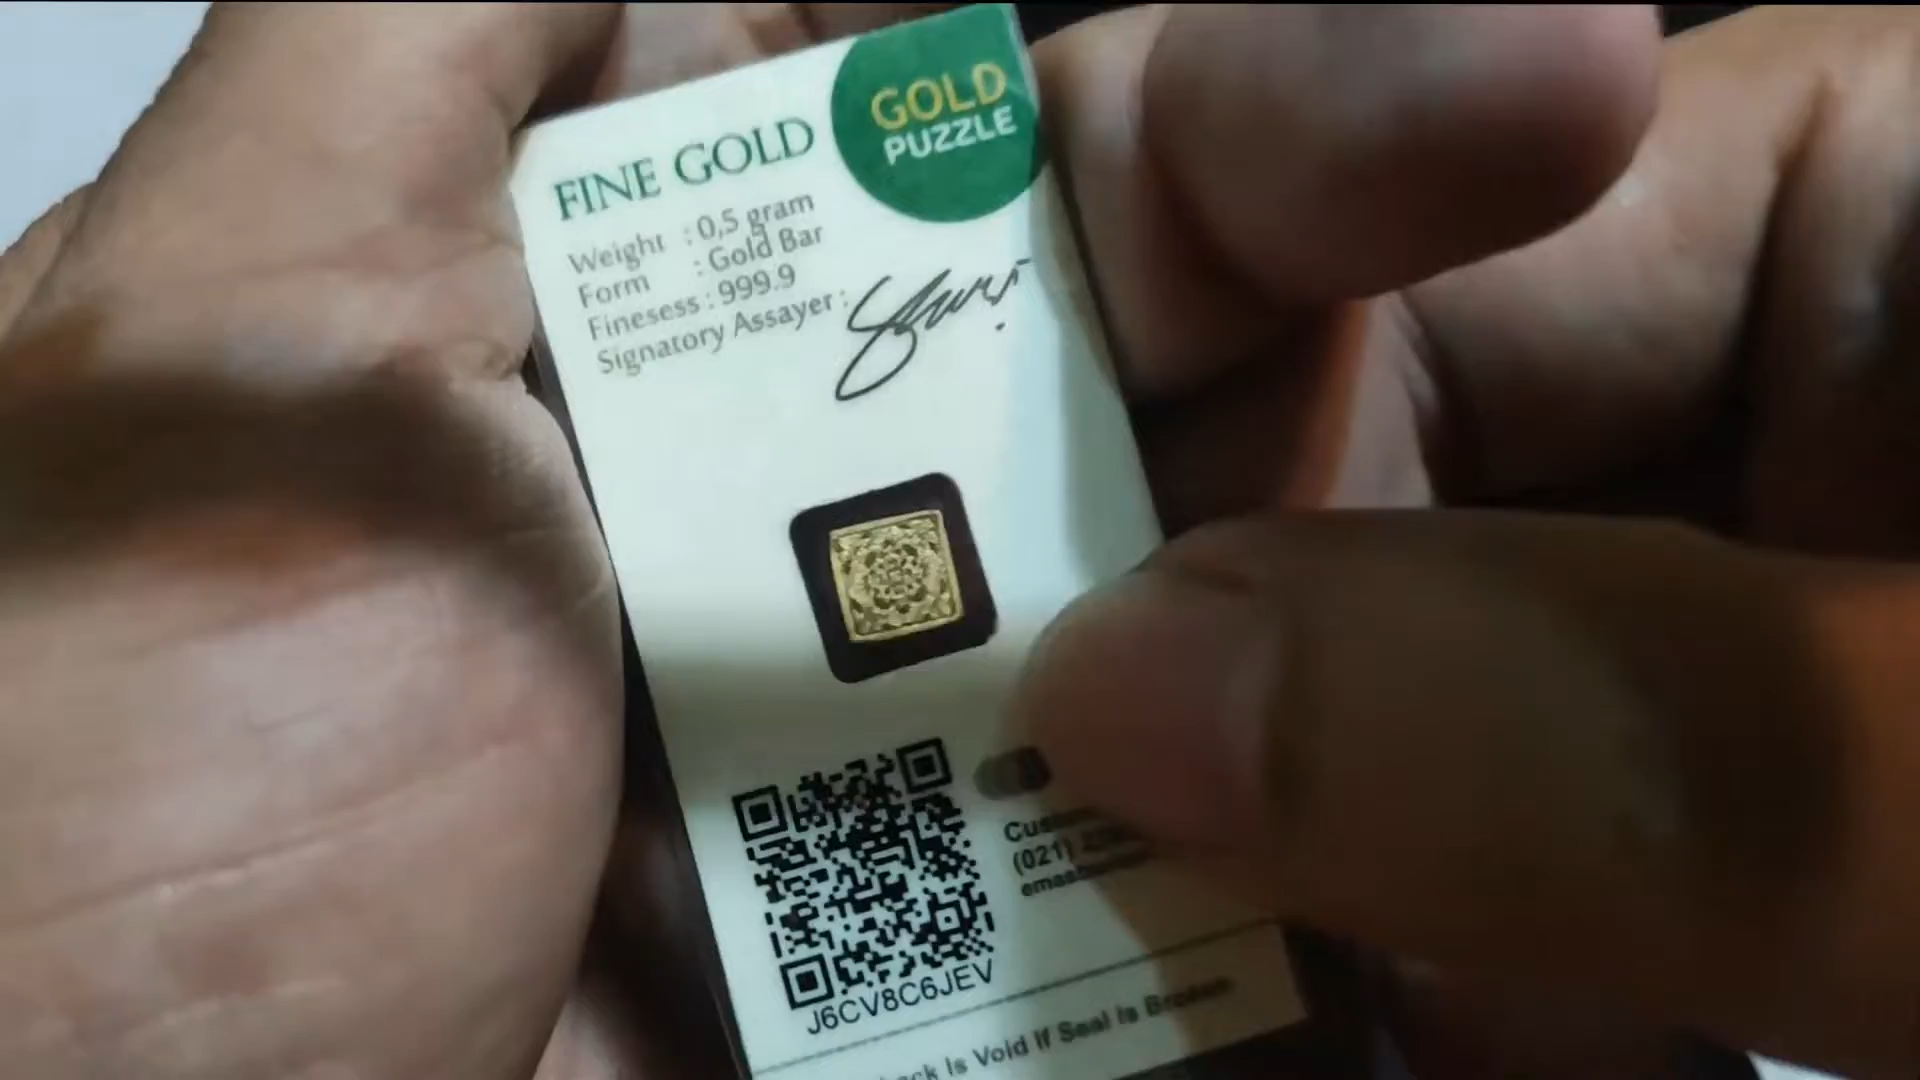 GOLD
PUZZLE
FINE GOLD
Weight : 0,5 gram
Form : Gold Bar
Finesess : 999.9
Signatory Assayer :
J6CV8C6JEV
(021)
Is Void If Seal Is Broken